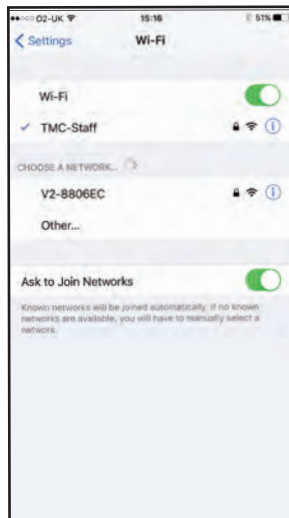 O2-UK 15:16 51%
Settings Wi-Fi
Wi-Fi
TMC-Staff
CHOOSE A NETWORK...
V2-8806EC
Other...
Ask to Join Networks
Known networks will be joined automatically. If no known
networks are available, you will have to manually select a
network.